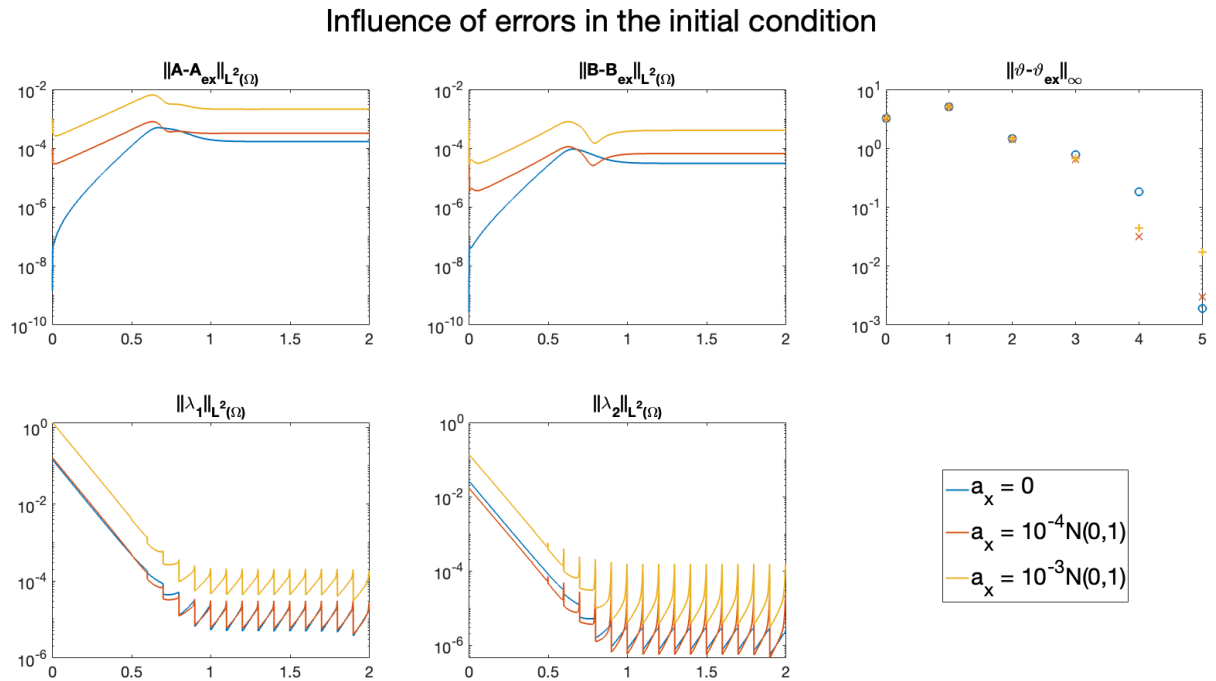 Influence of errors in the initial condition
||A-A_ex||_L²(Ω)
10^-2
10^-4
10^-6
10^-8
10^-10
0 0.5 1 1.5 2
||B-B_ex||_L²(Ω)
10^-2
10^-4
10^-6
10^-8
10^-10
0 0.5 1 1.5 2
||ϑ-ϑ_ex||_∞
10^1
10^0
10^-1
10^-2
10^-3
0 1 2 3 4 5
||λ_1||_L²(Ω)
10^0
10^-2
10^-4
10^-6
0 0.5 1 1.5 2
||λ_2||_L²(Ω)
10^0
10^-2
10^-4
10^-6
0 0.5 1 1.5 2
a_x = 0
a_x = 10^-4N(0,1)
a_x = 10^-3N(0,1)